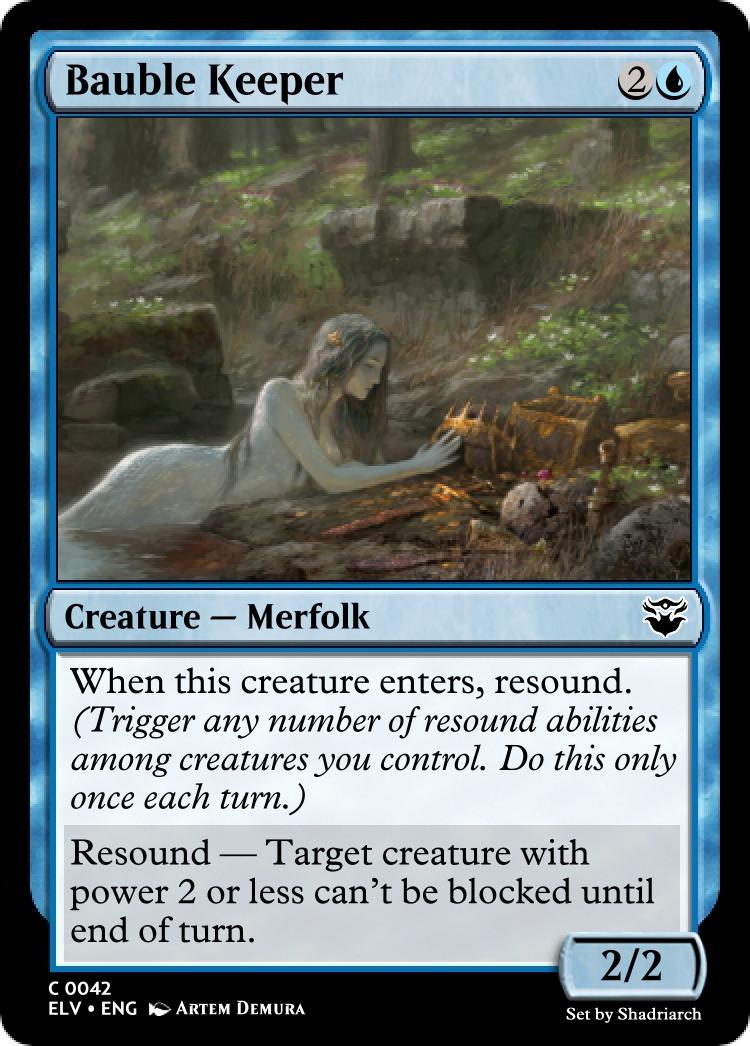 Bauble Keeper 2
Creature — Merfolk
When this creature enters, resound.
(Trigger any number of resound abilities
among creatures you control. Do this only
once each turn.)
Resound — Target creature with
power 2 or less can't be blocked until
end of turn.
2/2
C 0042
ELV • ENG ARTEM DEMURA
Set by Shadriarch